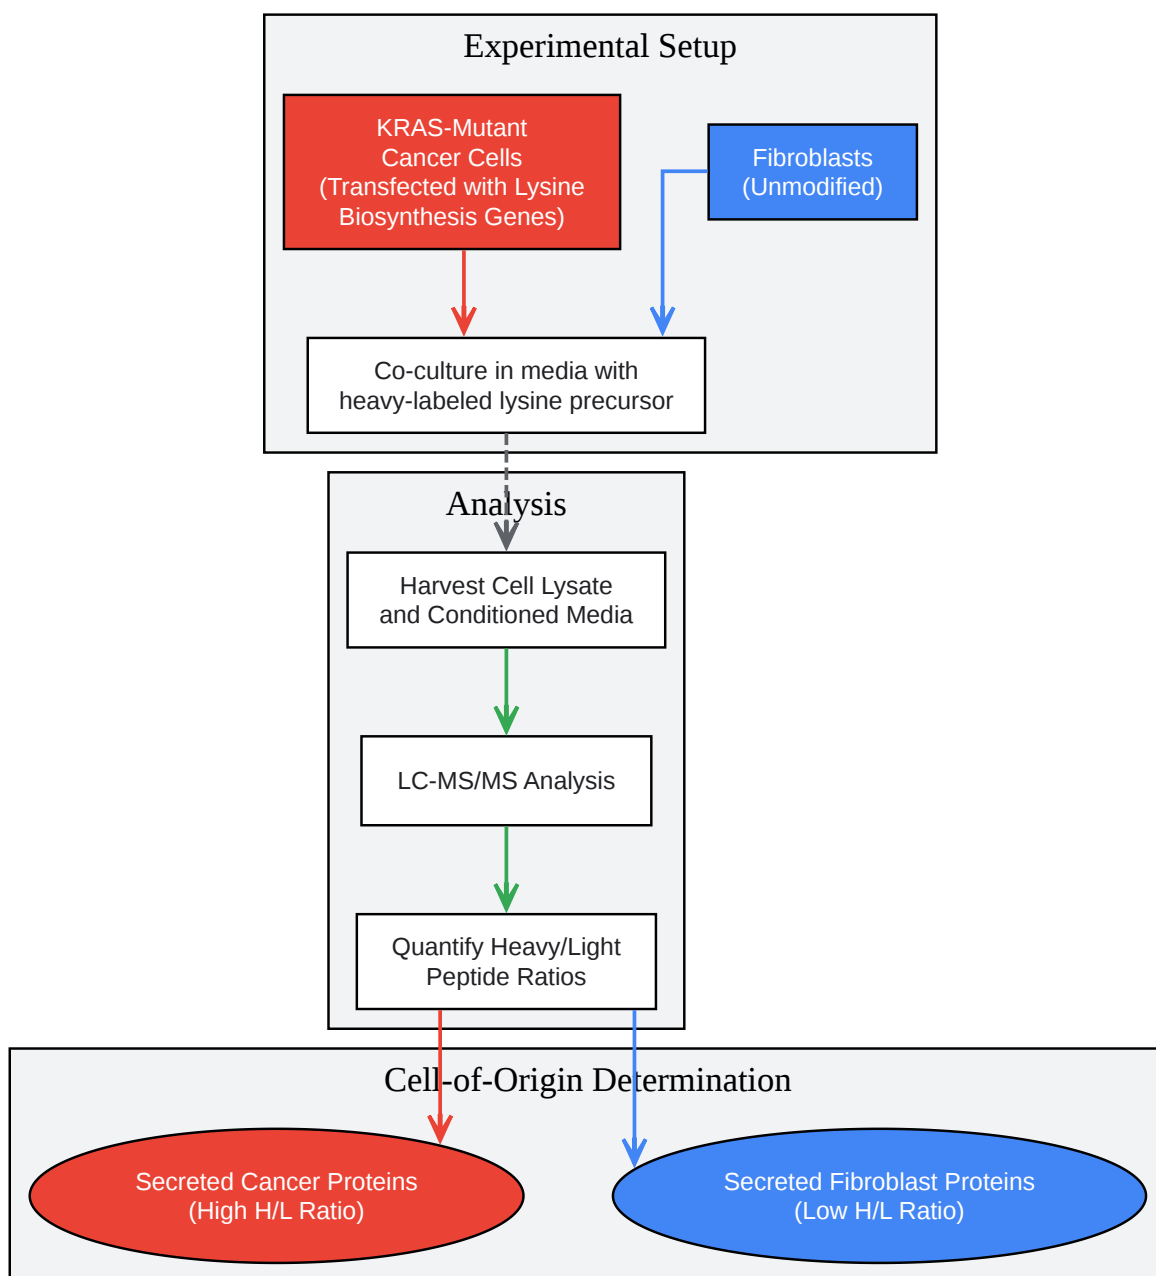 Experimental Setup
KRAS-Mutant
Cancer Cells
(Transfected with Lysine
Biosynthesis Genes)
Fibroblasts
(Unmodified)
Co-culture in media with
heavy-labeled lysine precursor
Analysis
Harvest Cell Lysate
and Conditioned Media
LC-MS/MS Analysis
Quantify Heavy/Light
Peptide Ratios
Cell-of-Origin Determination
Secreted Cancer Proteins
(High H/L Ratio)
Secreted Fibroblast Proteins
(Low H/L Ratio)